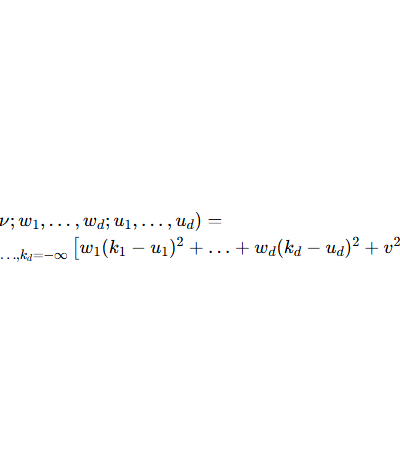 ν; w₁, …, w_d; u₁, …, u_d) =
…,k_d=−∞ [w₁(k₁ − u₁)² + … + w_d(k_d − u_d)² + v²